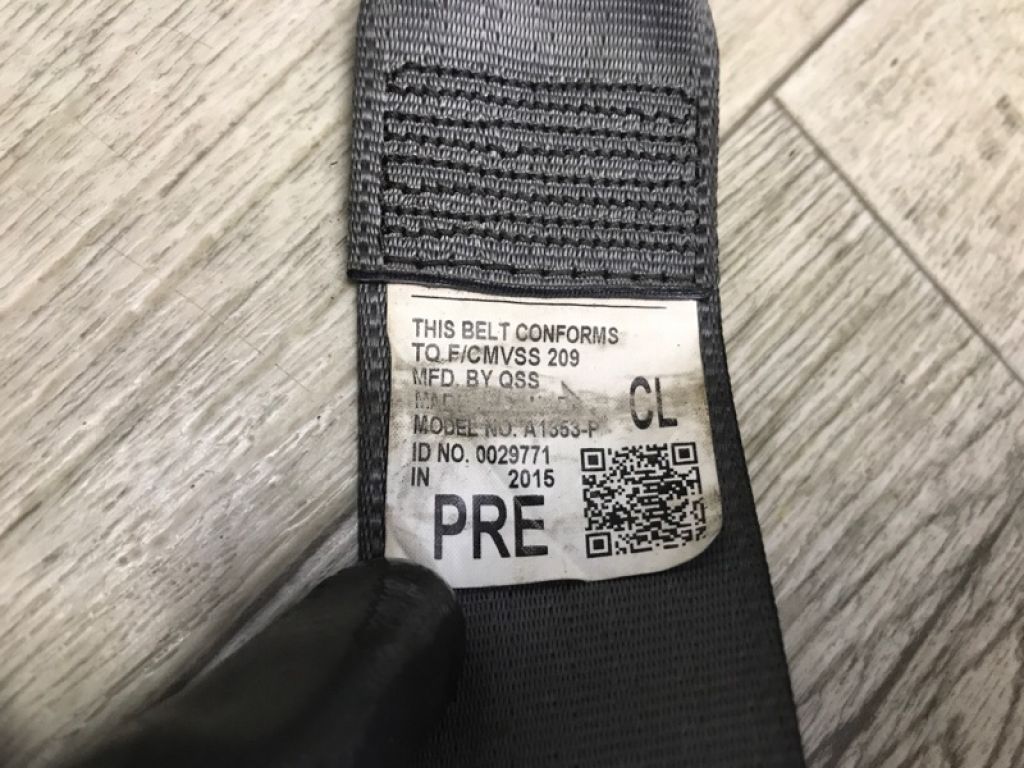 THIS BELT CONFORMS
TO F/CMVSS 209
MFD. BY QSS
CL
MODEL NO. A1353-P
ID NO. 0029771
IN 2015
PRE